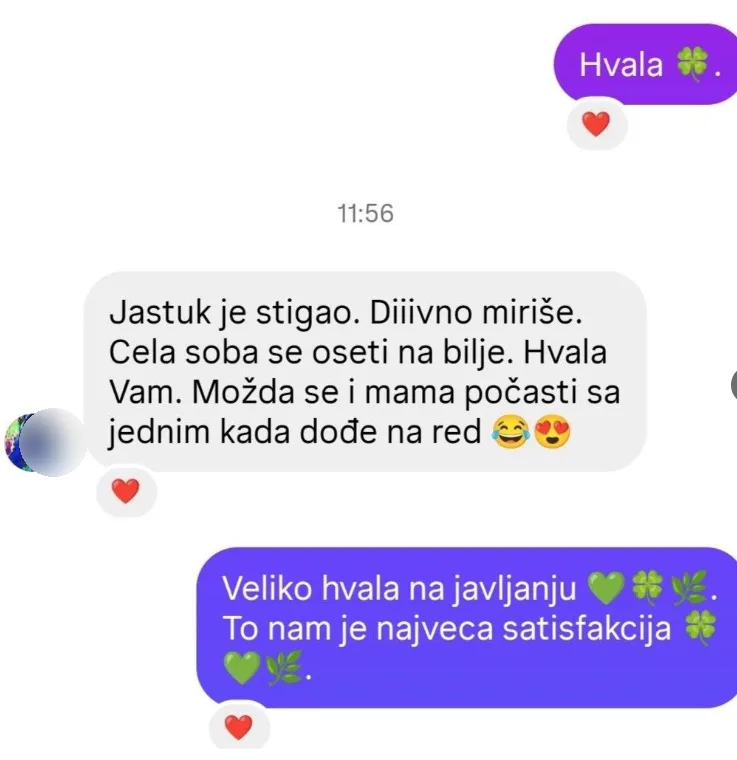 Hvala 🍀.
11:56
Jastuk je stigao. Diiivno miriše.
Cela soba se oseti na bilje. Hvala
Vam. Možda se i mama počasti sa
jednim kada dođe na red 😂😍
Veliko hvala na javljanju 💚🍀🌿.
To nam je najveca satisfakcija 🍀
💚🌿.